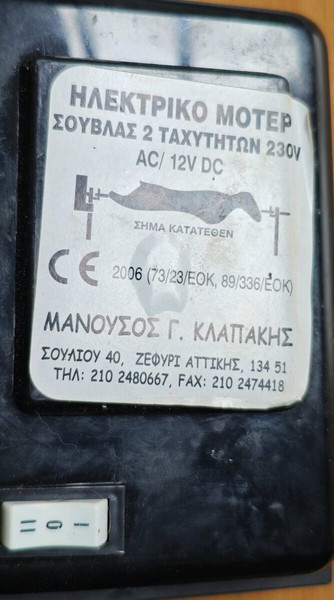 ΗΛΕΚΤΡΙΚΟ ΜΟΤΕΡ
ΣΟΥΒΛΑΣ 2 ΤΑΧΥΤΗΤΩΝ 230V
AC/ 12V DC
ΣΗΜΑ ΚΑΤΑΤΕΘΕΝ
CE 2006 (73/23/ΕΟΚ, 89/336/ΕΟΚ)
ΜΑΝΟΥΣΟΣ Γ. ΚΛΑΠΑΚΗΣ
ΣΟΥΛΙΟΥ 40, ΖΕΦΥΡΙ ΑΤΤΙΚΗΣ, 134 51
ΤΗΛ: 210 2480667, FAX: 210 2474418
II O I